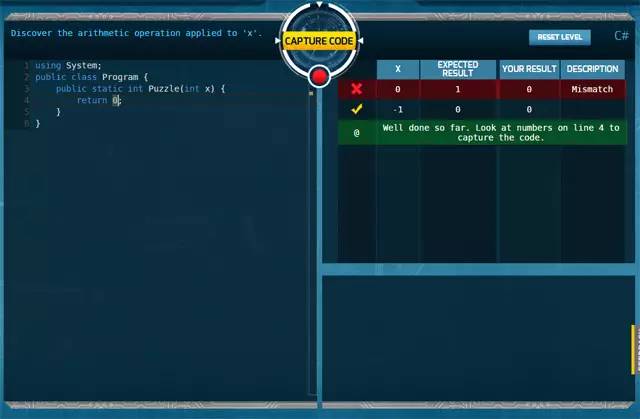 Discover the arithmetic operation applied to 'x'.
CAPTURE CODE
RESET LEVEL
C#
1 using System;
2 public class Program {
3 public static int Puzzle(int x) {
4 return 0;
5 }
6 }
X EXPECTED RESULT YOUR RESULT DESCRIPTION
0 1 0 Mismatch
-1 0 0
@ Well done so far. Look at numbers on line 4 to
capture the code.